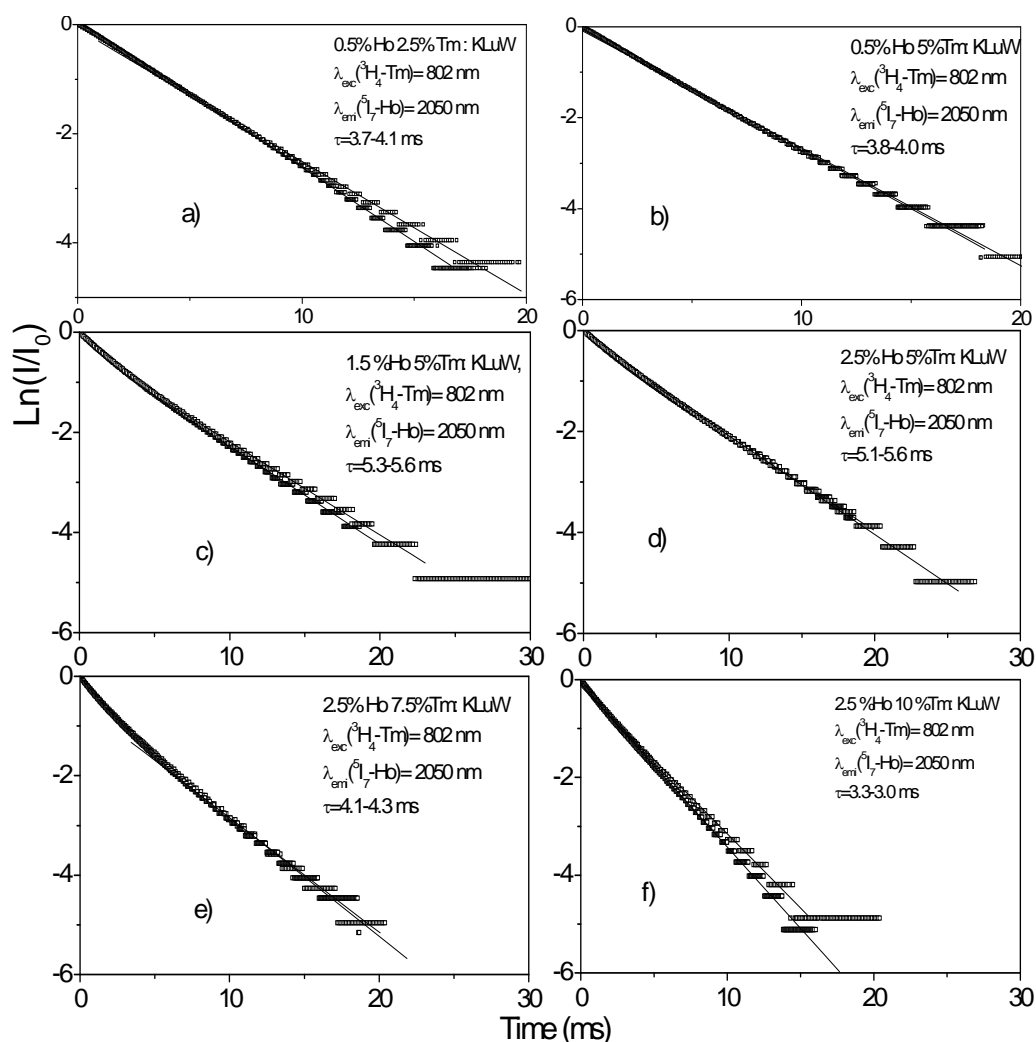 Ln(I/I₀)
0.5%Ho 2.5%Tm : KLuW
λexc(³H₄-Tm)= 802 nm
λemi(⁵I₇-Ho)= 2050 nm
τ=3.7-4.1 ms
a)
0
-2
-4
0 10 20
0.5%Ho 5%Tm: KLuW
λexc(³H₄-Tm)= 802 nm
λemi(⁵I₇-Ho)= 2050 nm
τ=3.8-4.0 ms
b)
0
-2
-4
-6
0 10 20
1.5 %Ho 5%Tm: KLuW,
λexc(³H₄-Tm)= 802 nm
λemi(⁵I₇-Ho)= 2050 nm
τ=5.3-5.6 ms
c)
0
-2
-4
-6
0 10 20 30
2.5%Ho 5%Tm: KLuW
λexc(³H₄-Tm)= 802 nm
λemi(⁵I₇-Ho)= 2050 nm
τ=5.1-5.6 ms
d)
0
-2
-4
-6
0 10 20 30
2.5%Ho 7.5%Tm: KLuW
λexc(³H₄-Tm)= 802 nm
λemi(⁵I₇-Ho)= 2050 nm
τ=4.1-4.3 ms
e)
0
-2
-4
-6
0 10 20 30
2.5 %Ho 10 %Tm: KLuW
λexc(³H₄-Tm)= 802 nm
λemi(⁵I₇-Ho)= 2050 nm
τ=3.3-3.0 ms
f)
0
-2
-4
-6
0 10 20 30
Time (ms)